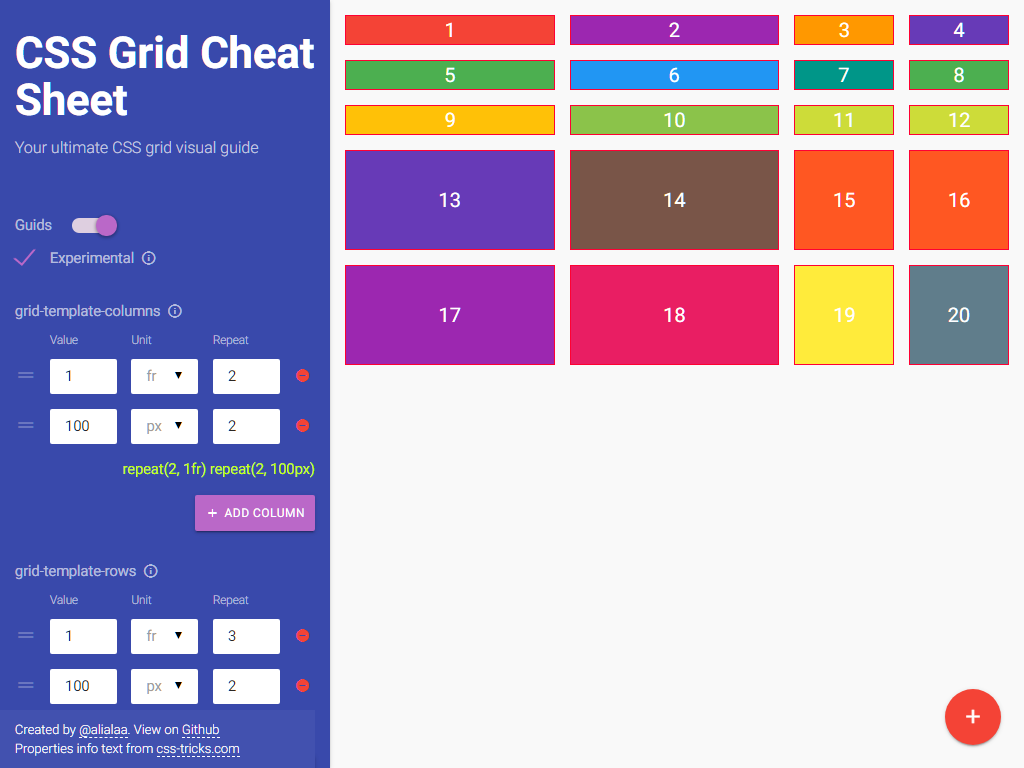 CSS Grid Cheat
Sheet
Your ultimate CSS grid visual guide
Guids
Experimental
grid-template-columns
Value Unit Repeat
1 fr 2
100 px 2
repeat(2, 1fr) repeat(2, 100px)
+ ADD COLUMN
grid-template-rows
Value Unit Repeat
1 fr 3
100 px 2
Created by @alialaa. View on Github
Properties info text from css-tricks.com
1 2 3 4
5 6 7 8
9 10 11 12
13 14 15 16
17 18 19 20
+